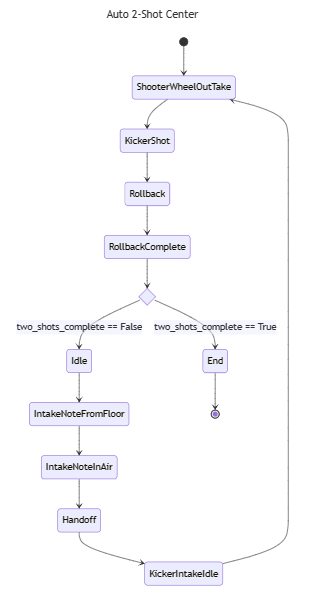 Auto 2-Shot Center
ShooterWheelOutTake
KickerShot
Rollback
RollbackComplete
two_shots_complete == False
two_shots_complete == True
Idle
End
IntakeNoteFromFloor
IntakeNoteInAir
Handoff
KickerIntakeIdle